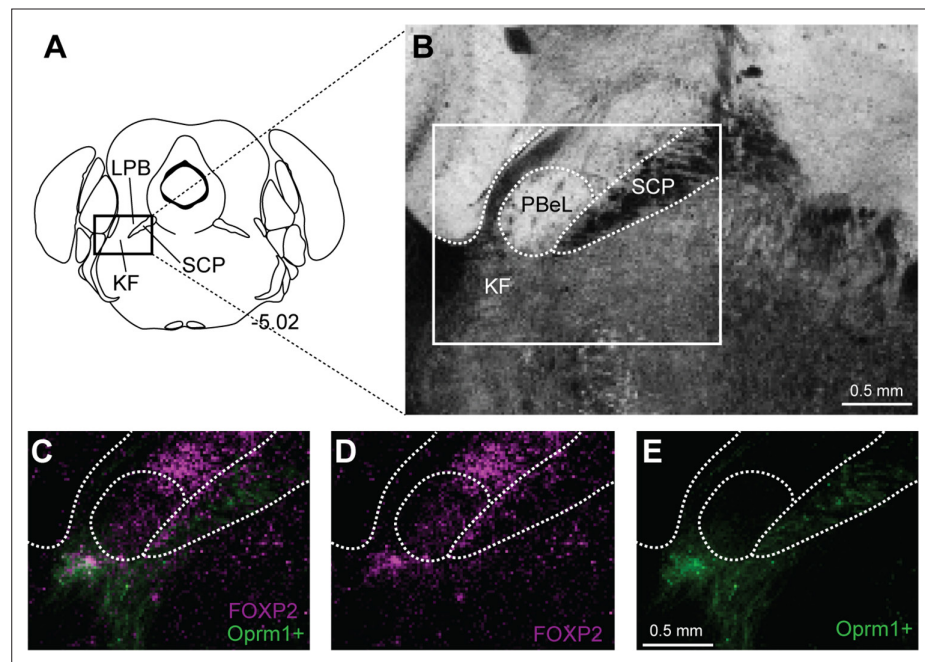 A
LPB
SCP
KF
-5.02
B
SCP
PBeL
KF
0.5 mm
C
FOXP2
Oprm1+
D
FOXP2
E
0.5 mm
Oprm1+